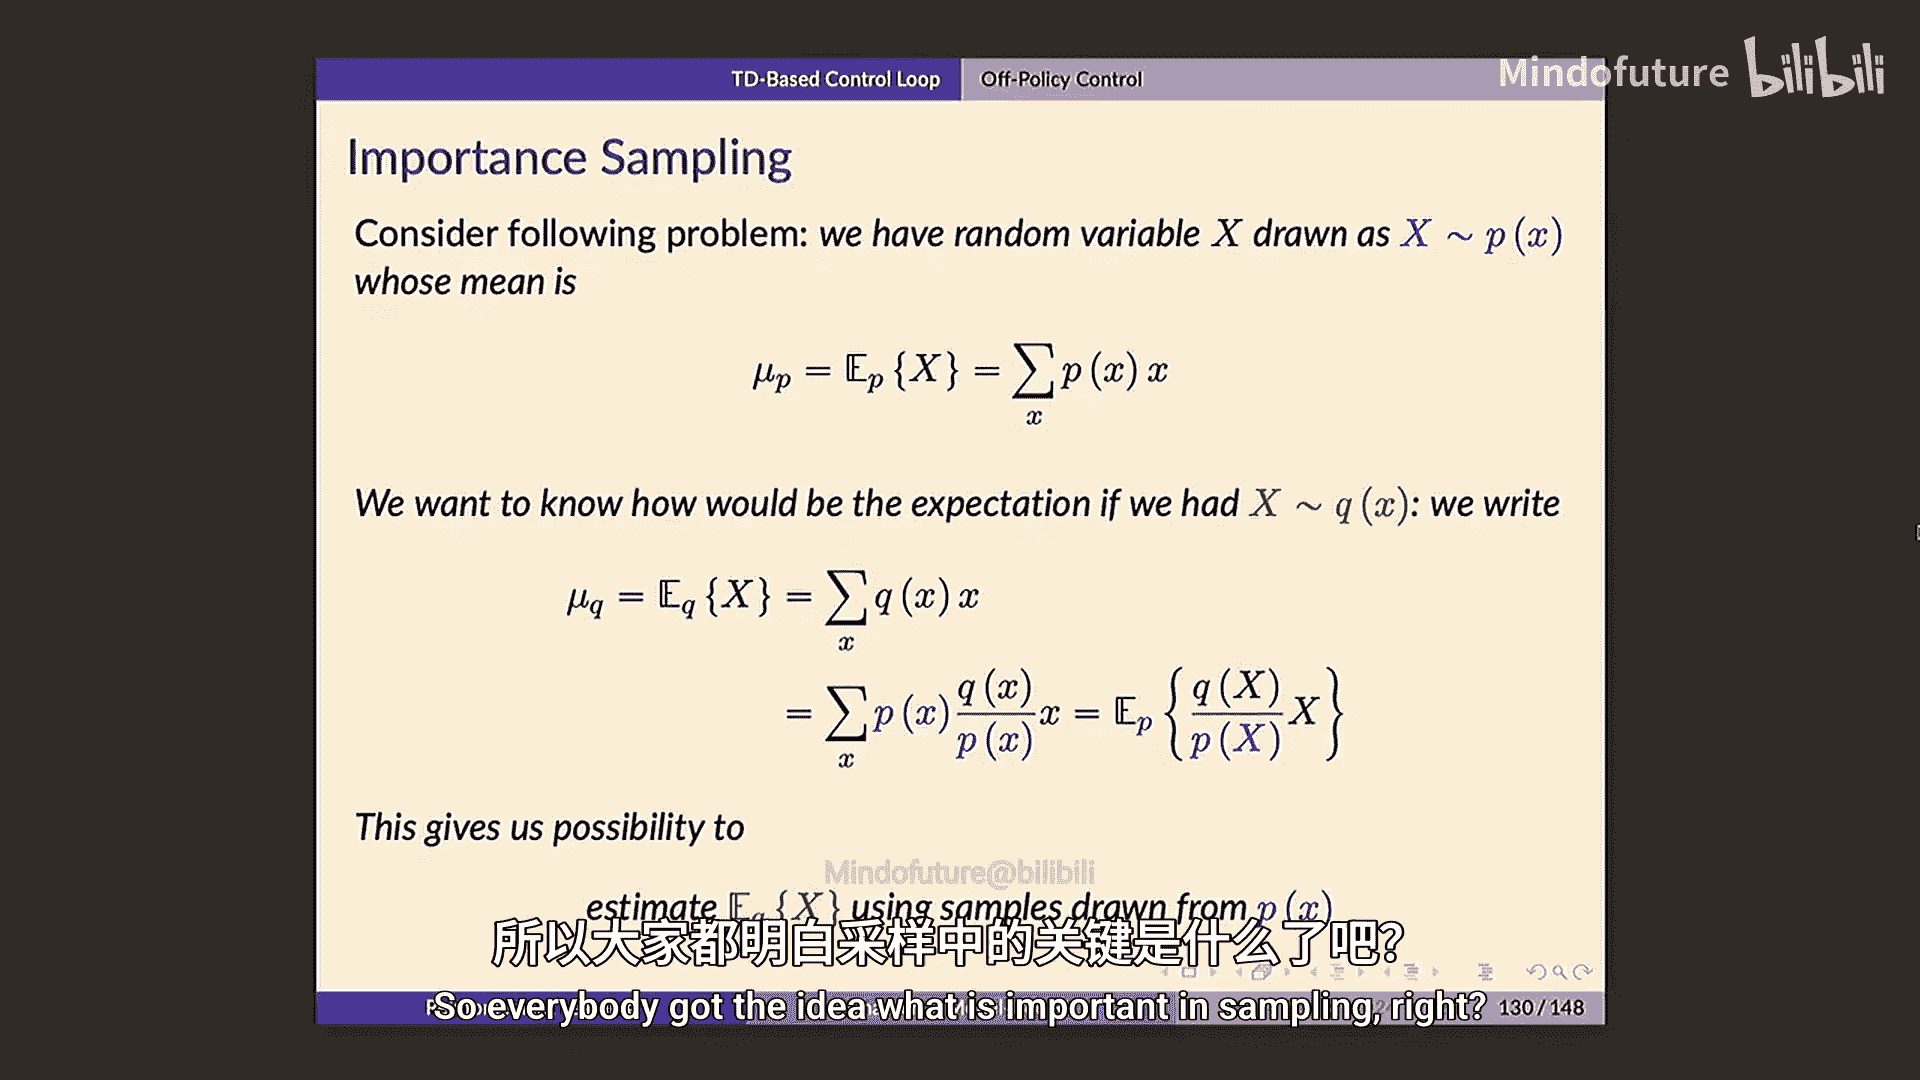 Mindofuture bilibili
TD-Based Control Loop Off-Policy Control
Importance Sampling
Consider following problem: we have random variable X drawn as X ∼ p (x)
whose mean is
μ_p = 𝔼_p {X} = ∑_x p (x) x
We want to know how would be the expectation if we had X ∼ q (x): we write
μ_q = 𝔼_q {X} = ∑_x q (x) x
= ∑_x p (x) q (x) / p (x) x = 𝔼_p { q (X) / p (X) X }
This gives us possibility to
Mindofuture@bilibili
estimate 𝔼_q {X} using samples drawn from p (x)
所以大家都明白采样中的关键是什么了吧?
So everybody got the idea what is important in sampling, right?
130 / 148